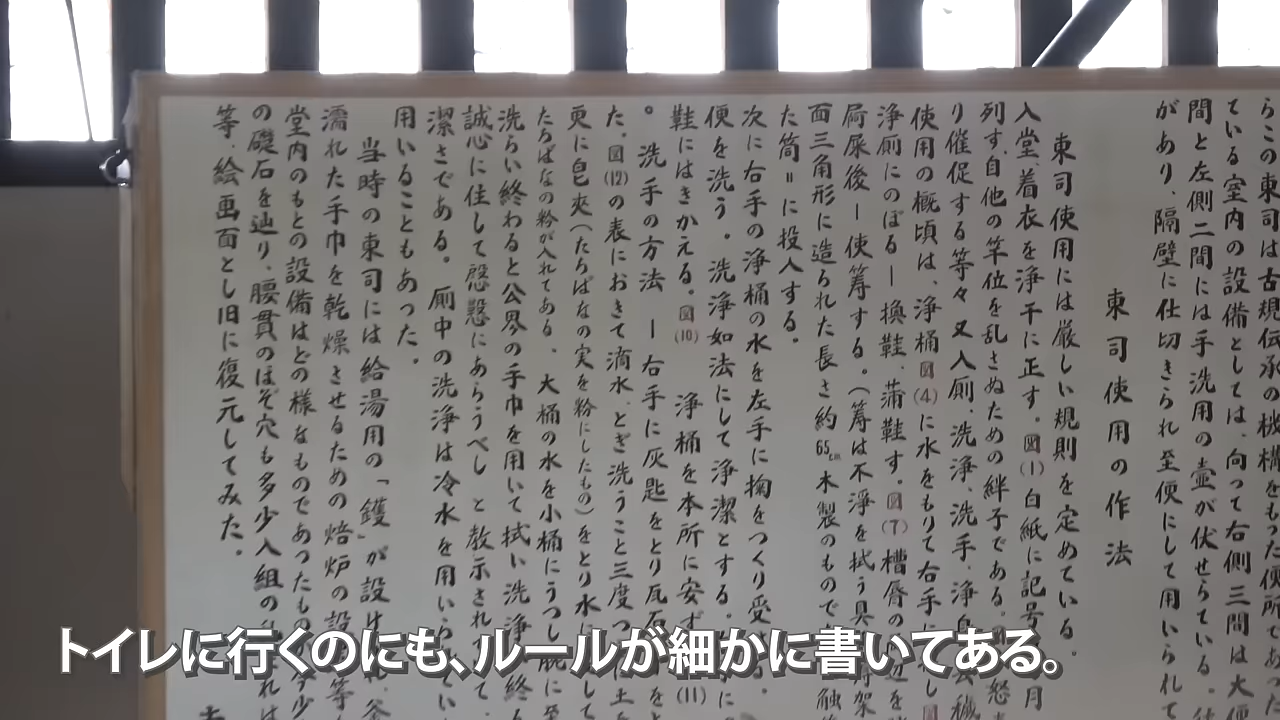 らこの東司は古規伝承の機構をもった便所であった
ている室内の設備としては、向って右側三間は大便
間と左側二間には手洗用の壷が伏せられている。
があり、隔壁に仕切きられ至便にして用いられて
東司使用の作法
東司使用には厳しい規則を定めている。
入堂、着衣を浄竿に正す。図(1)白紙に記号
列す、自他の竿位を乱さぬための絆子である。
り催促する等々又入厠、洗浄、洗手、浄身
使用の概頃は、浄桶図(4)に水をもりて右手に
浄厠にのぼる―換鞋、蒲鞋す。図(7)槽脣の
屙屎後―使籌する。(籌は不淨を拭う具
面三角形に造られた長さ約65cm木製のもので
た筒〃に投入する。
次に右手の浄桶の水を左手に掬をつくり受
便を洗う。洗浄如法にして浄潔とする。
鞋にはきかえる。図(10) 浄桶を本所に安ず
。洗手の方法―右手に灰匙をとり瓦石
た。図(12)の表におきて滴水とぎ洗うこと三度
更に皂夾(たらばなの実を粉にしたもの)をとり水
たらばなの粉が入れてある、大桶の水を小桶にうつし
洗らい終わると公界の手巾を用いて拭い洗浄
誠心に住して慇懃にあらうべしと教示されて
潔さである。厠中の洗浄は冷水を用い
用いることもあった。
当時の東司には給湯用の「鑊」が設け
濡れた手巾を乾燥させるための焙炉の設
堂内のもとの設備はどの様なものであったもの
の礎石を辿り、腰貫のほぞ穴も多少入組の
等、絵画面とし旧に復元してみた。
トイレに行くのにも、ルールが細かに書いてある。